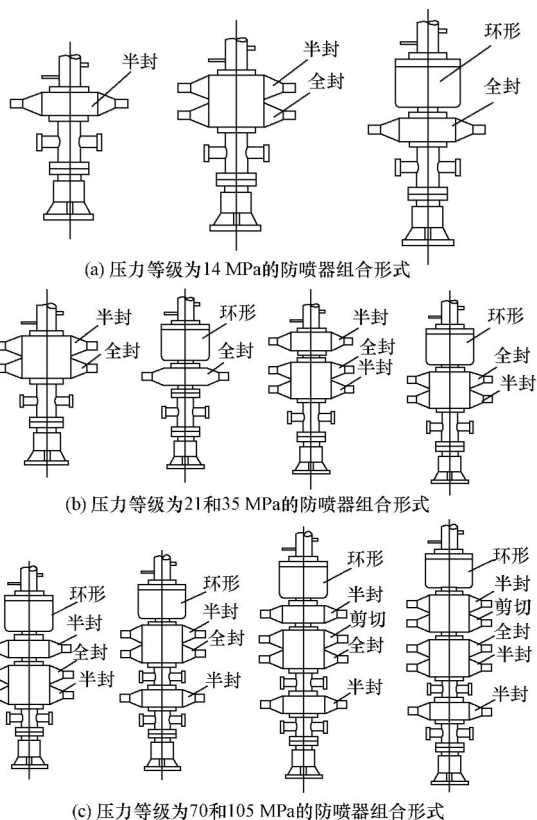 半封
半封
全封
环形
全封
(a) 压力等级为14 MPa的防喷器组合形式
半封
全封
环形
全封
半封
全封
半封
环形
全封
半封
(b) 压力等级为21和35 MPa的防喷器组合形式
环形
半封
全封
半封
环形
半封
全封
半封
环形
半封
剪切
全封
半封
环形
半封
剪切
全封
半封
半封
(c) 压力等级为70和105 MPa的防喷器组合形式